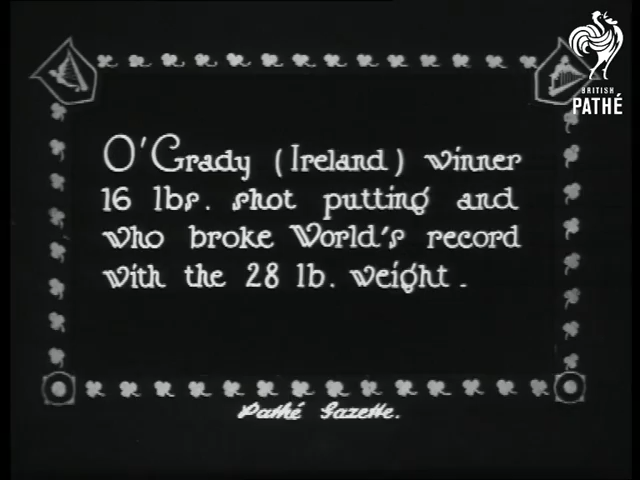 BRITISH
PATHÉ
O'Grady (Ireland) winner
16 lbs. shot putting and
who broke World's record
with the 28 lb. weight.
Pathé Gazette.